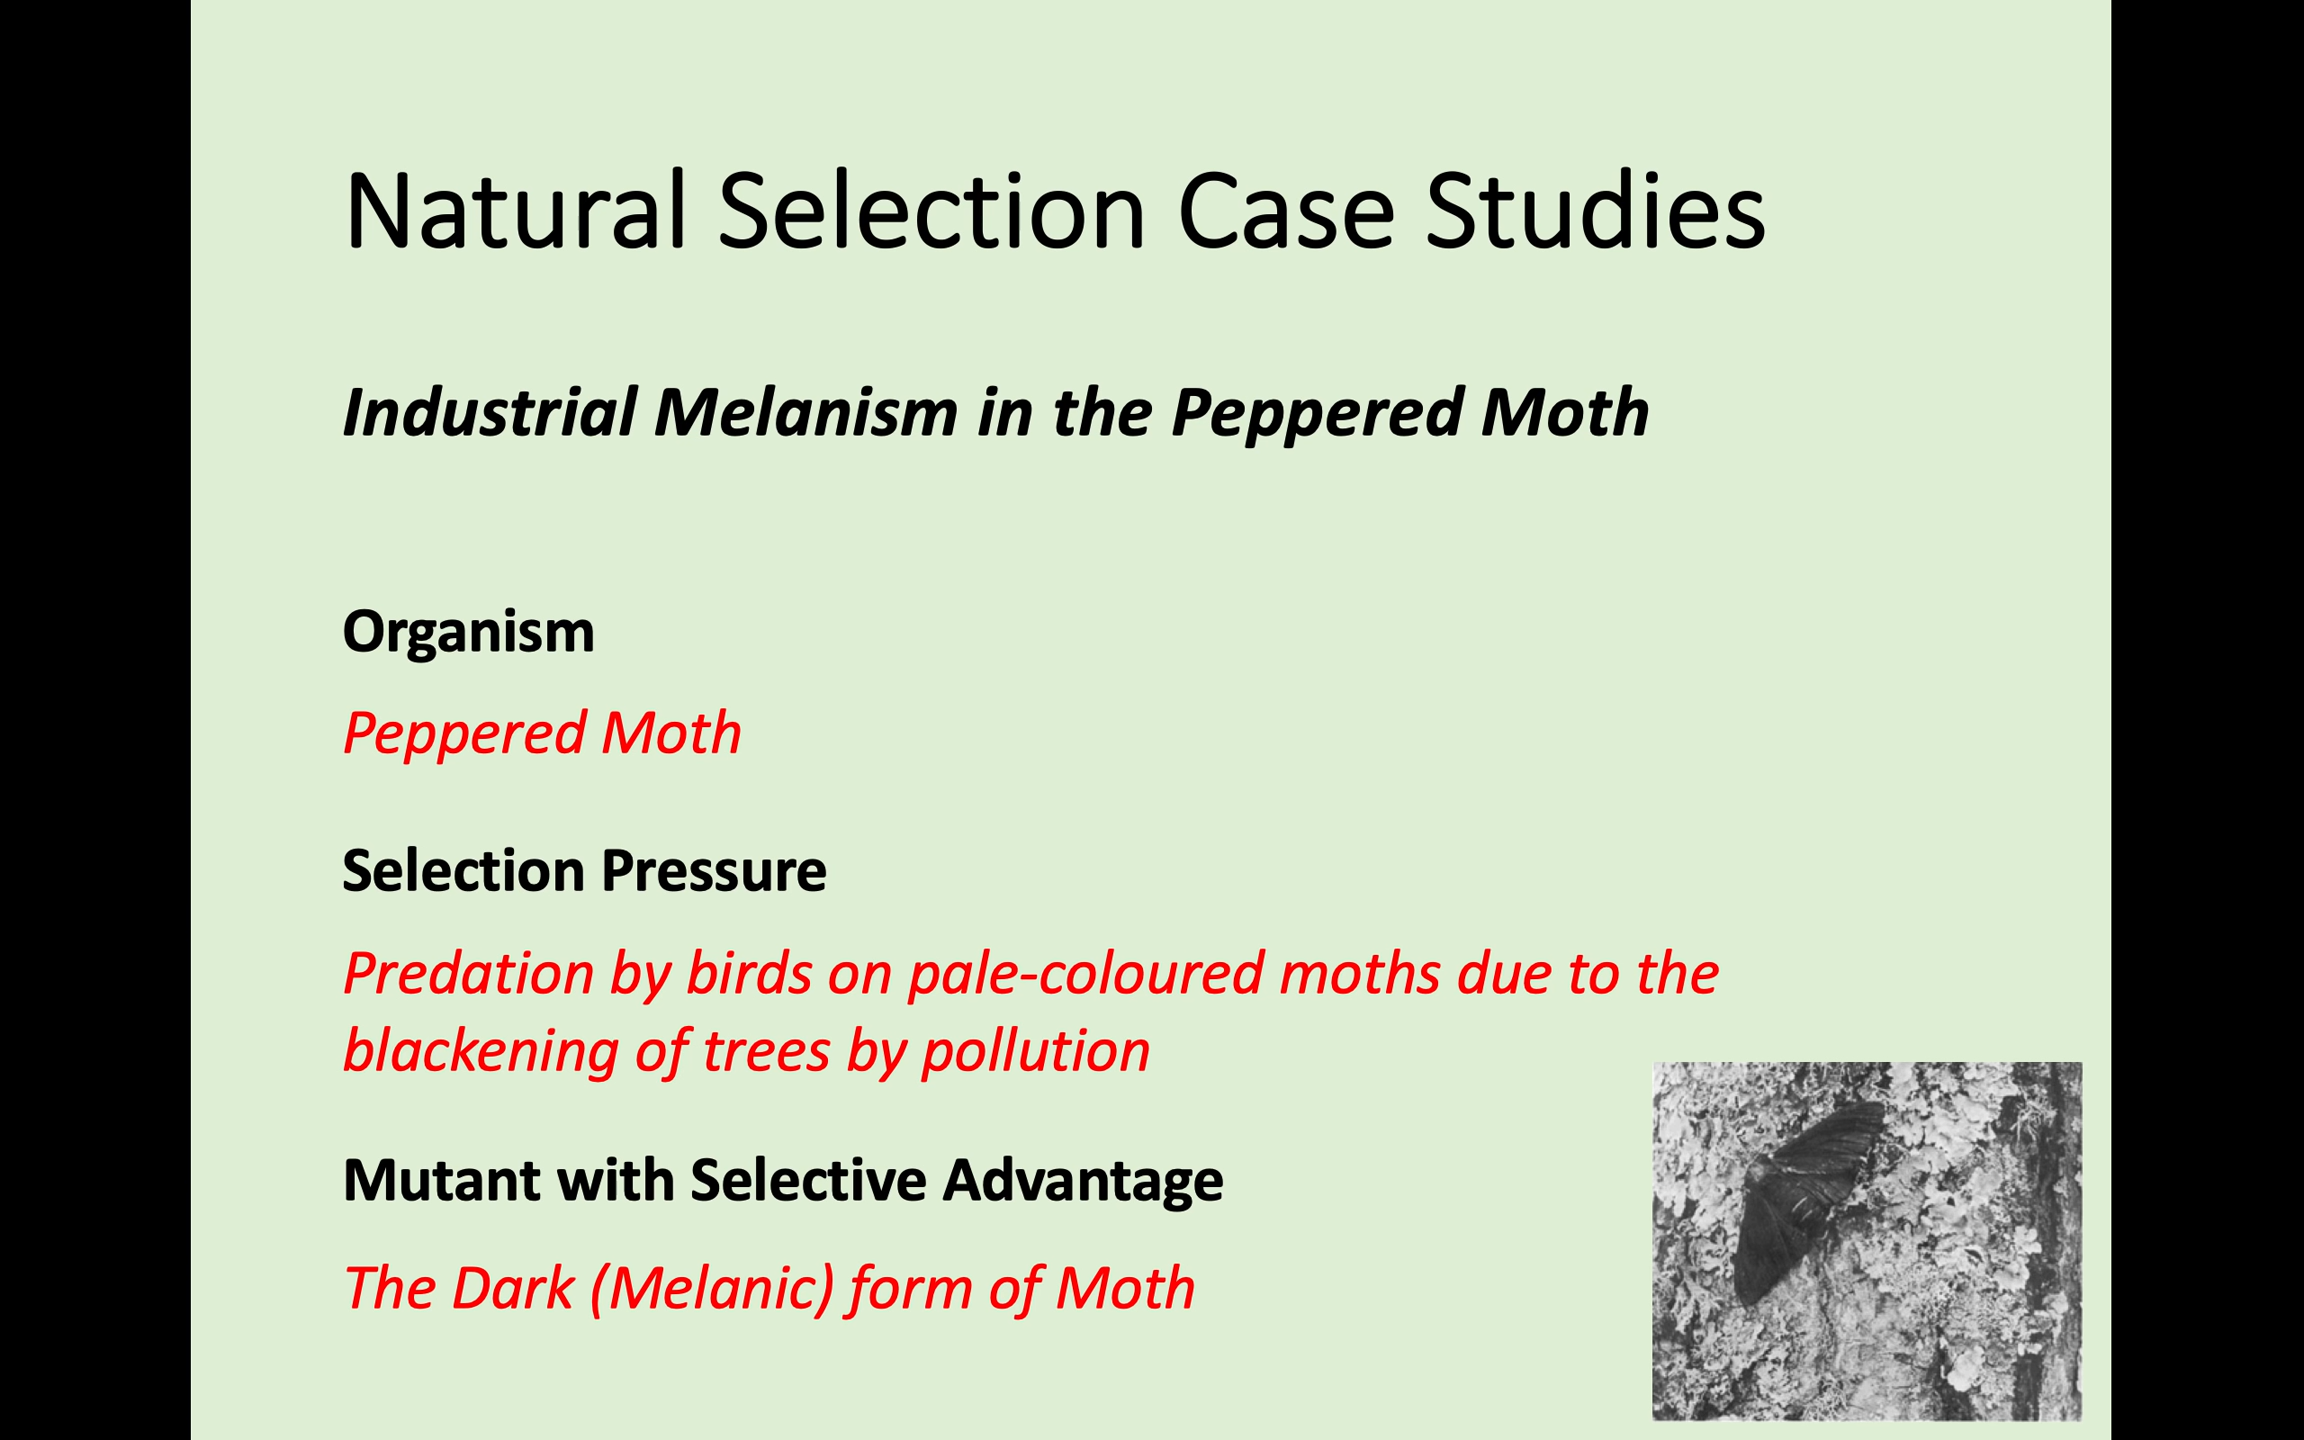 Natural Selection Case Studies
Industrial Melanism in the Peppered Moth
Organism
Peppered Moth
Selection Pressure
Predation by birds on pale-coloured moths due to the
blackening of trees by pollution
Mutant with Selective Advantage
The Dark (Melanic) form of Moth